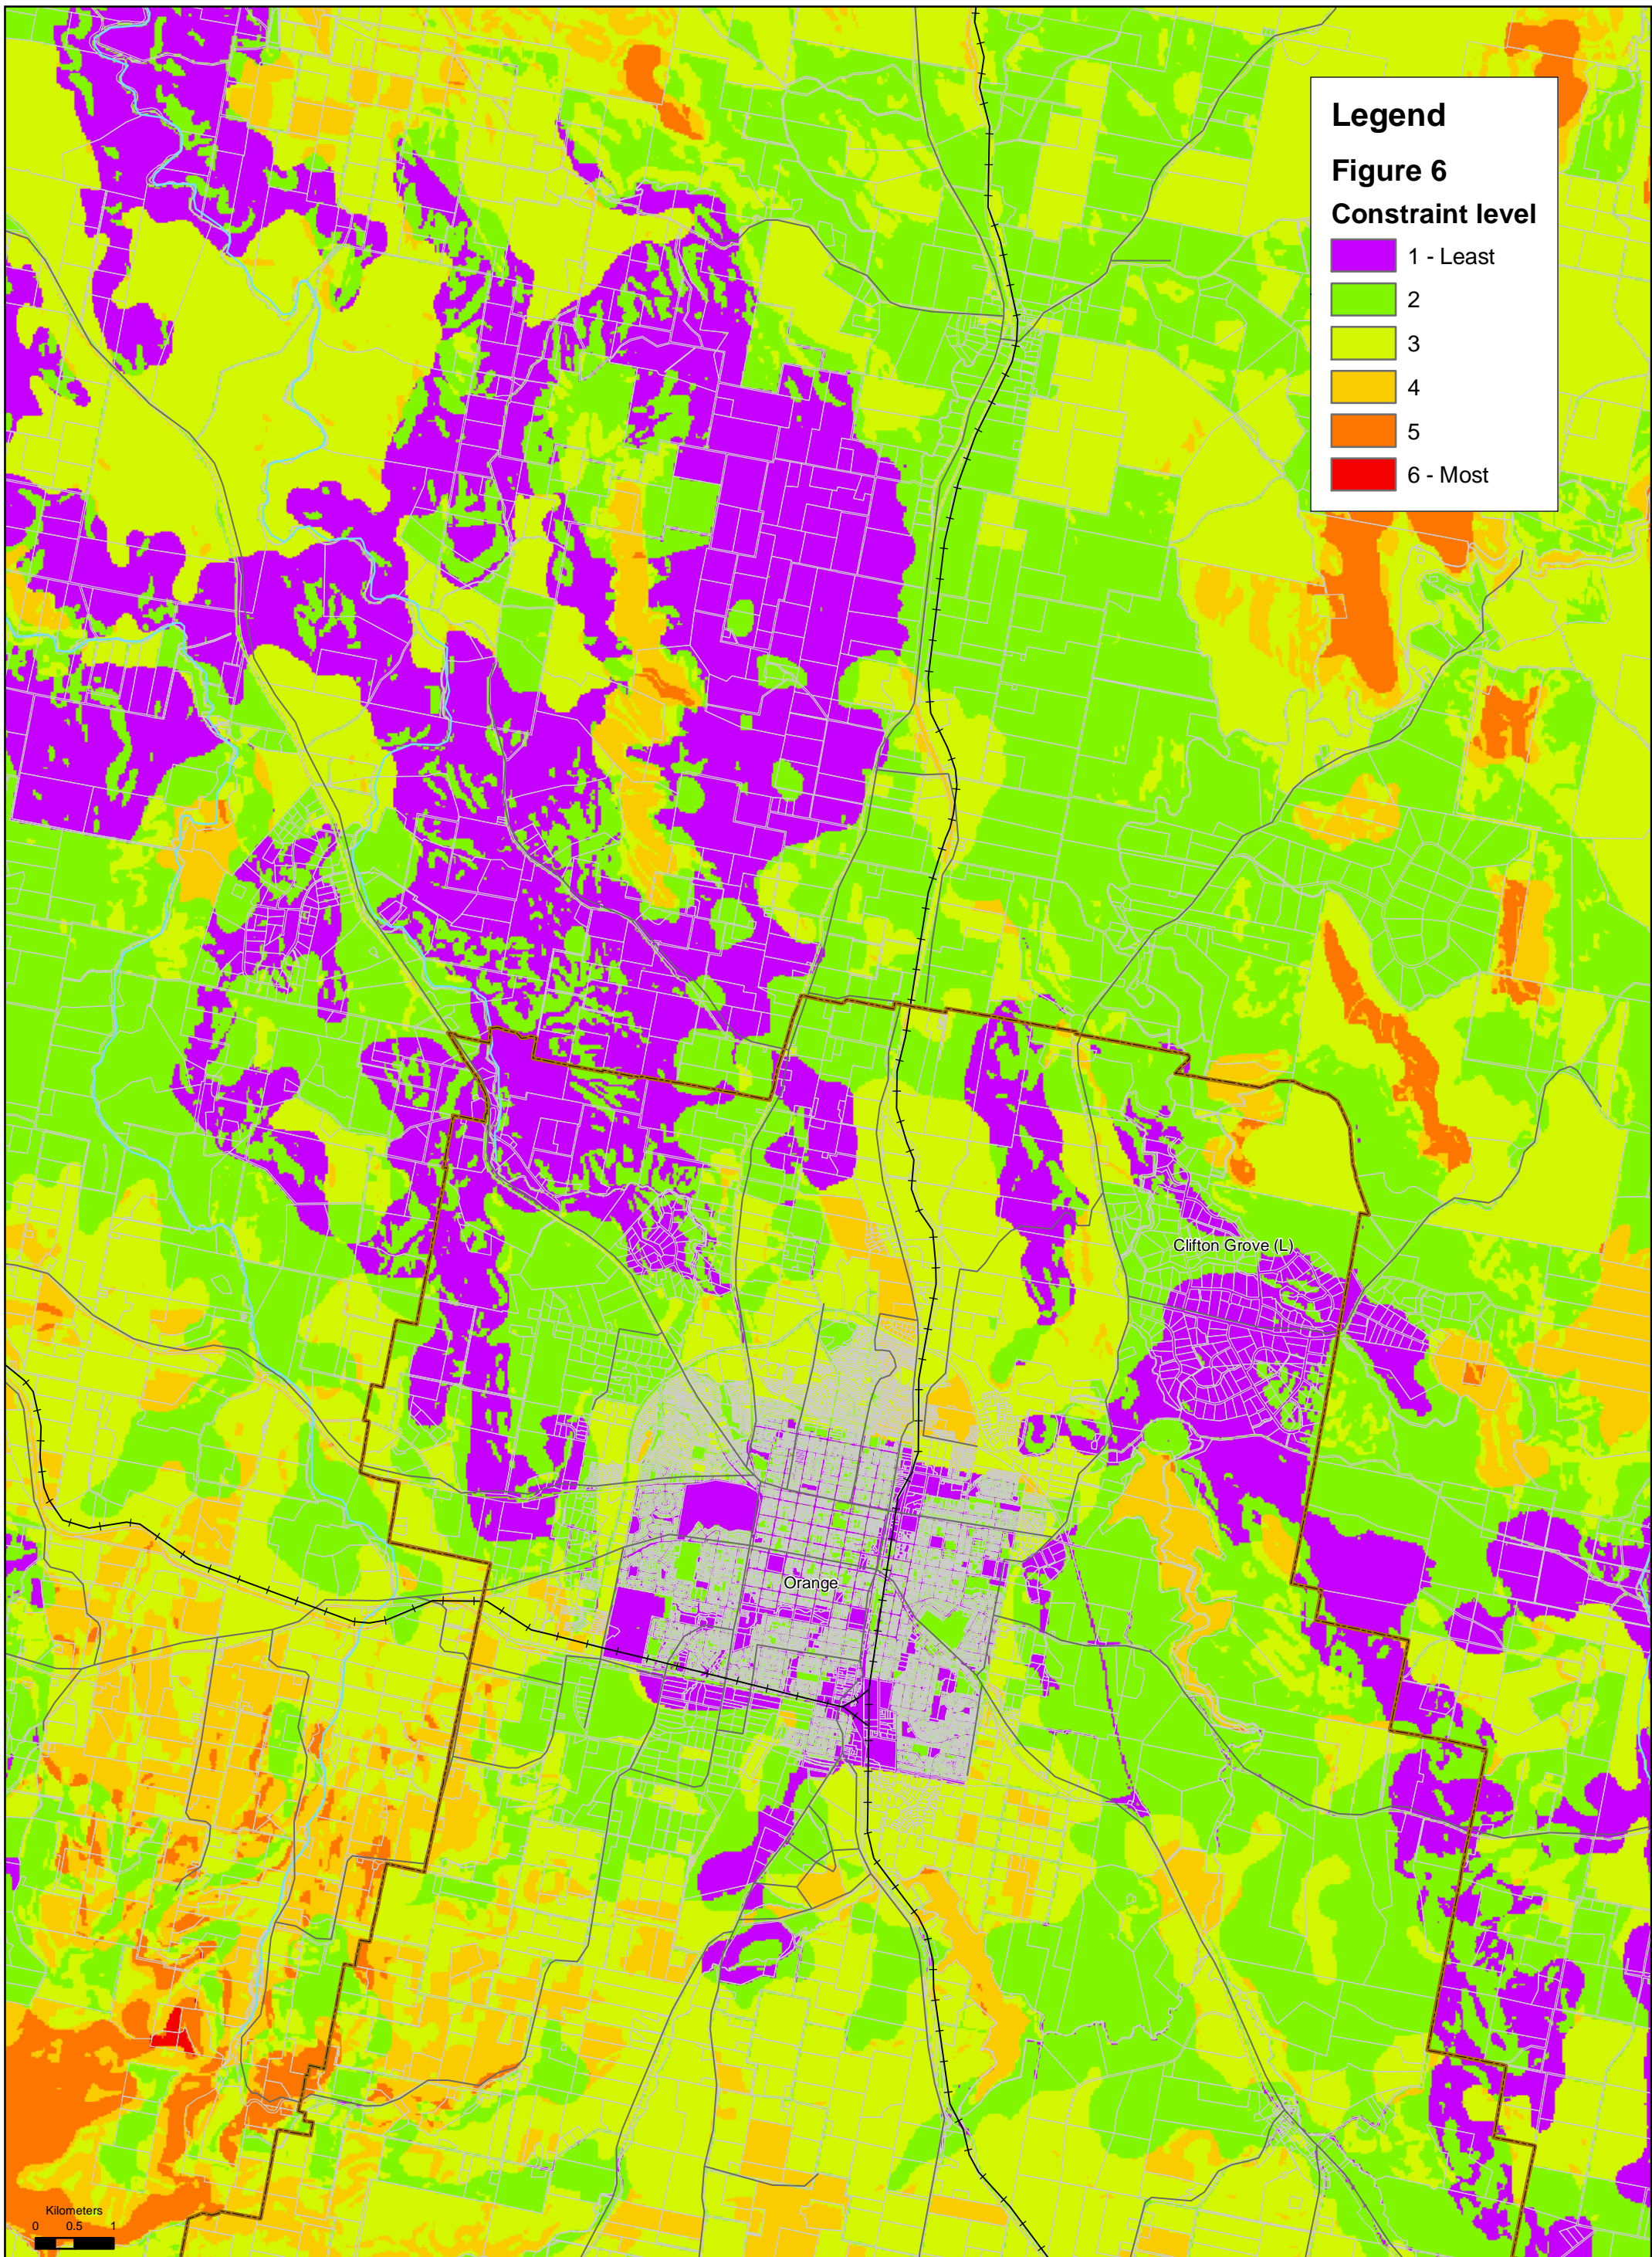 Legend
Figure 6
Constraint level
1 - Least
2
3
4
5
6 - Most
Clifton Grove (L)
Orange
Kilometers
0 0.5 1